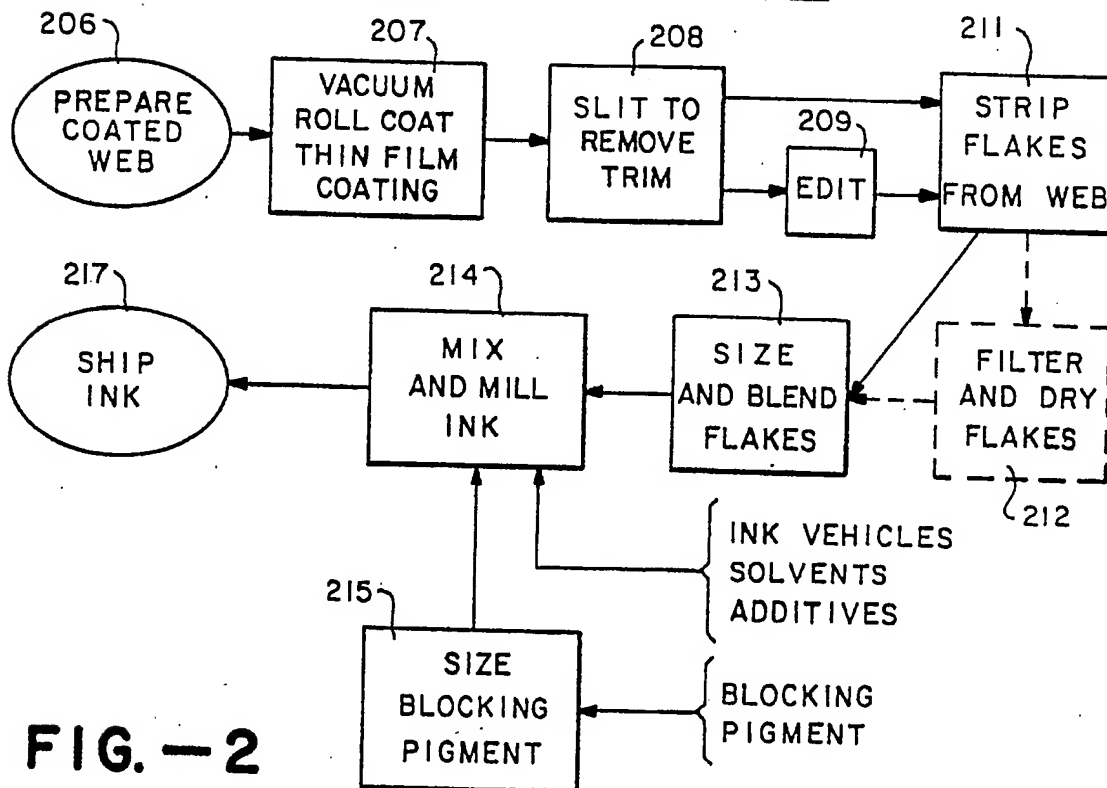 206
PREPARE
COATED
WEB
207
VACUUM
ROLL COAT
THIN FILM
COATING
208
SLIT TO
REMOVE
TRIM
209
EDIT
211
STRIP
FLAKES
FROM WEB
217
SHIP
INK
214
MIX
AND MILL
INK
213
SIZE
AND BLEND
FLAKES
FILTER
AND DRY
FLAKES
212
INK VEHICLES
SOLVENTS
ADDITIVES
215
SIZE
BLOCKING
PIGMENT
BLOCKING
PIGMENT
FIG.-2